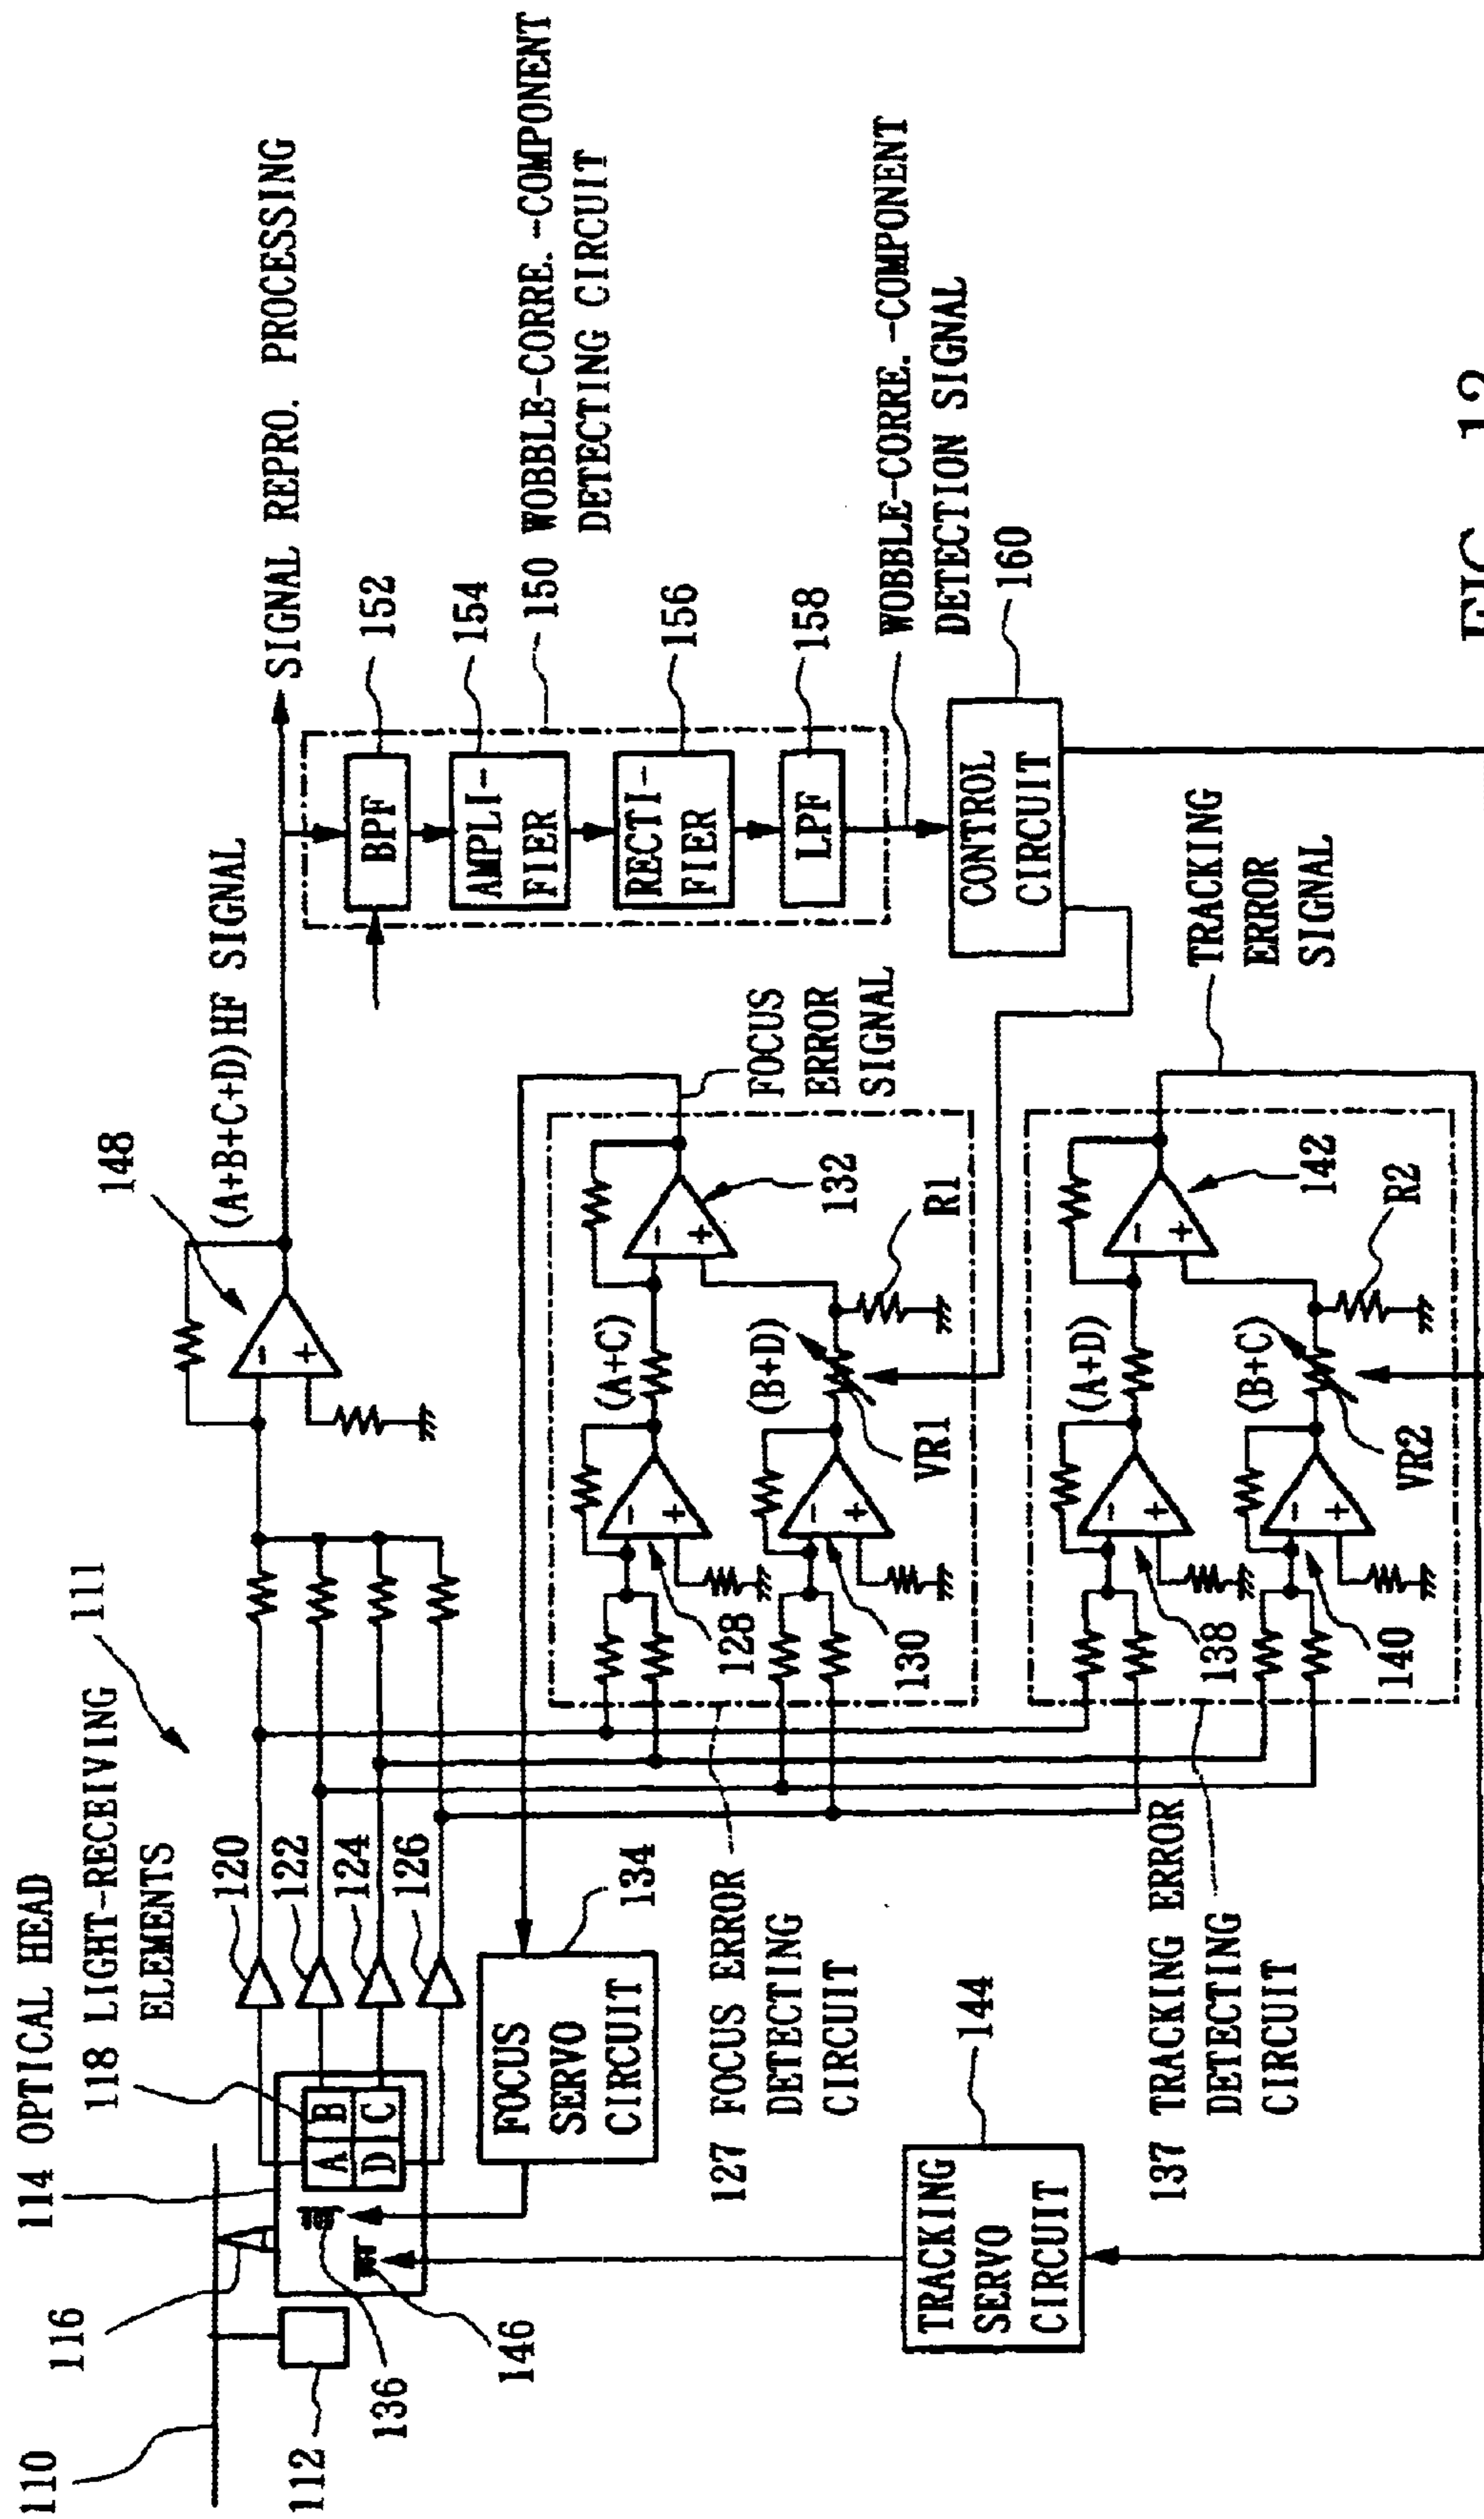 110
116
112
114 OPTICAL HEAD
118 LIGHT-RECEIVING
ELEMENTS
111
148
(A+B+C+D)HF SIGNAL
SIGNAL REPRO. PROCESSING
120
122
124
126
A
B
D
C
136
146
FOCUS
SERVO
CIRCUIT
134
BPF
152
AMPLI-
FIER
154
150 WOBBLE-CORRE.-COMPONENT
DETECTING CIRCUIT
RECTI-
FIER
156
LPF
158
WOBBLE-CORRE.-COMPONENT
DETECTION SIGNAL
CONTROL
CIRCUIT
160
FOCUS
ERROR
SIGNAL
(A+C)
(B+D)
128
130
132
R1
VR1
127 FOCUS ERROR
DETECTING
CIRCUIT
TRACKING
ERROR
SIGNAL
(A+D)
(B+C)
138
140
142
R2
VR2
144
TRACKING
SERVO
CIRCUIT
137 TRACKING ERROR
DETECTING
CIRCUIT